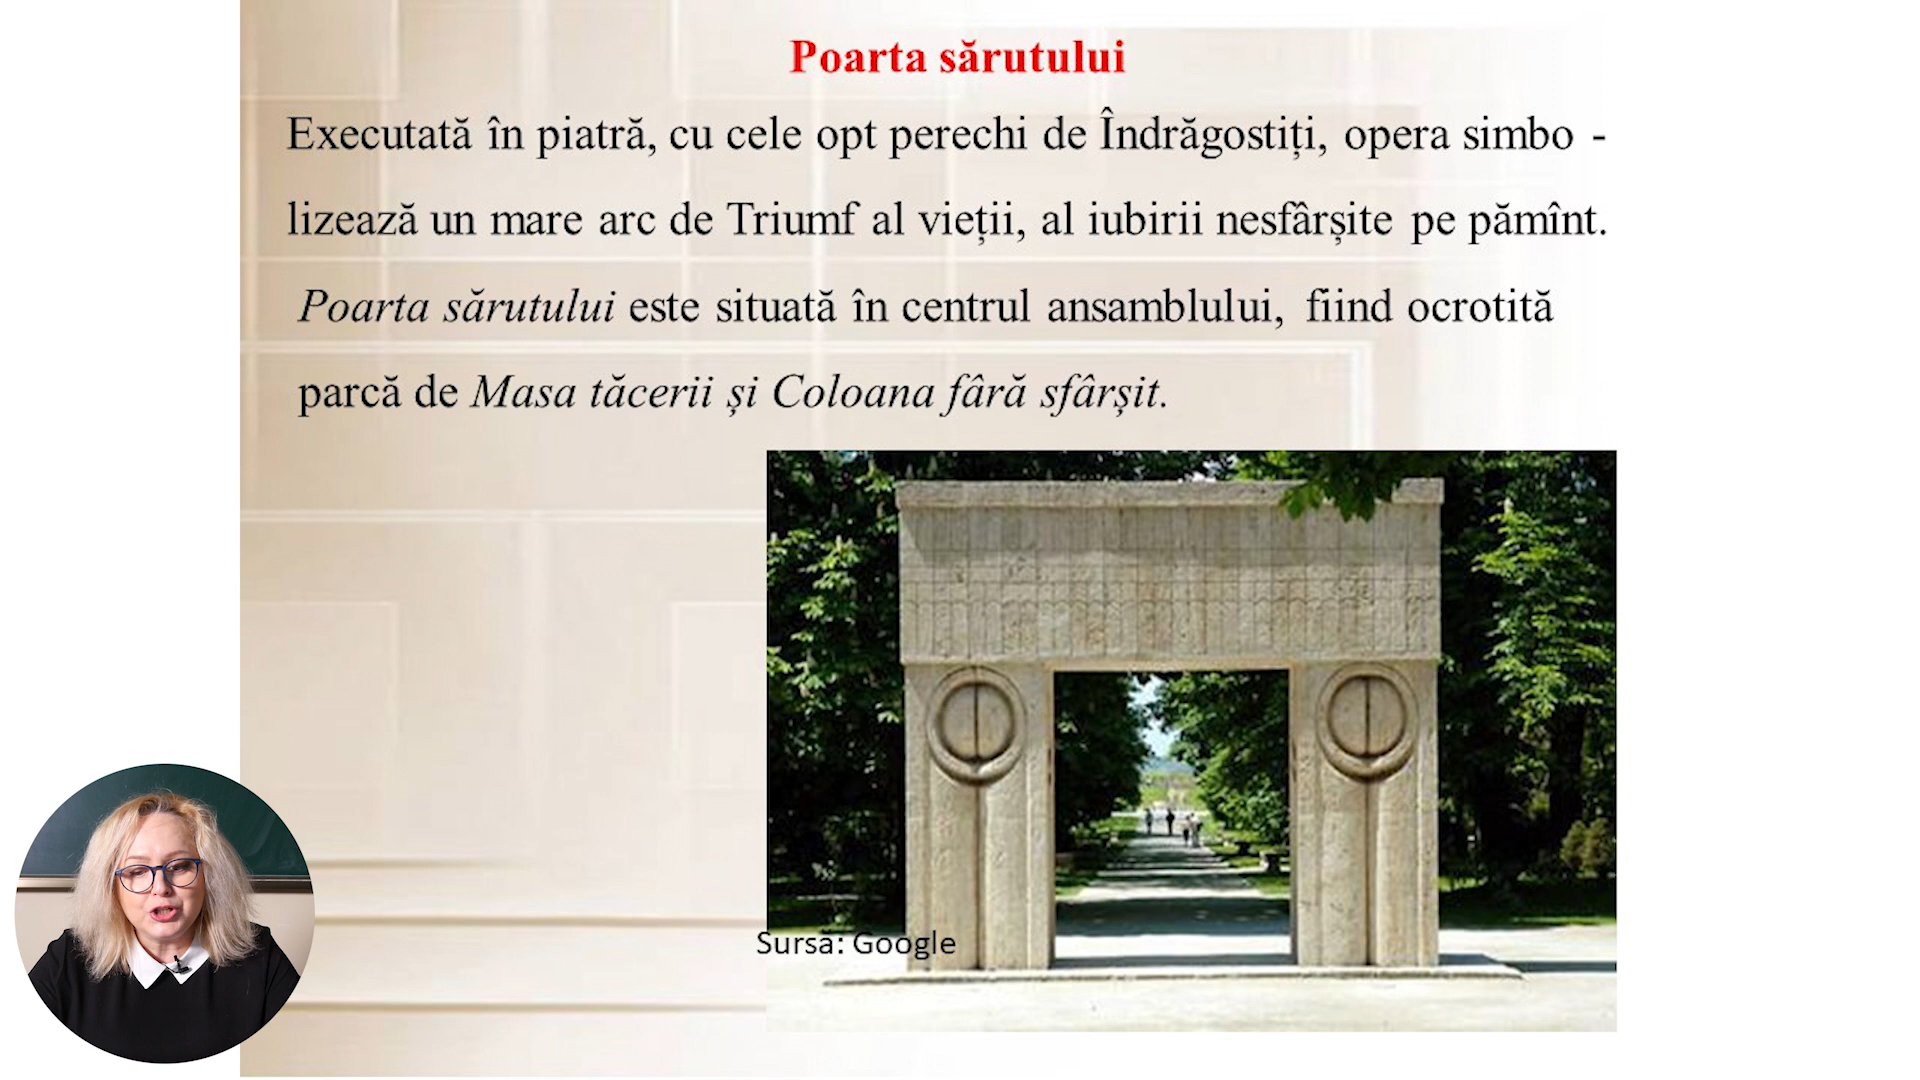 Poarta sărutului
Executată în piatră, cu cele opt perechi de Îndrăgostiți, opera simbo -
lizează un mare arc de Triumf al vieții, al iubirii nesfârșite pe pămînt.
Poarta sărutului este situată în centrul ansamblului, fiind ocrotită
parcă de Masa tăcerii și Coloana fâră sfârșit.
Sursă: Google